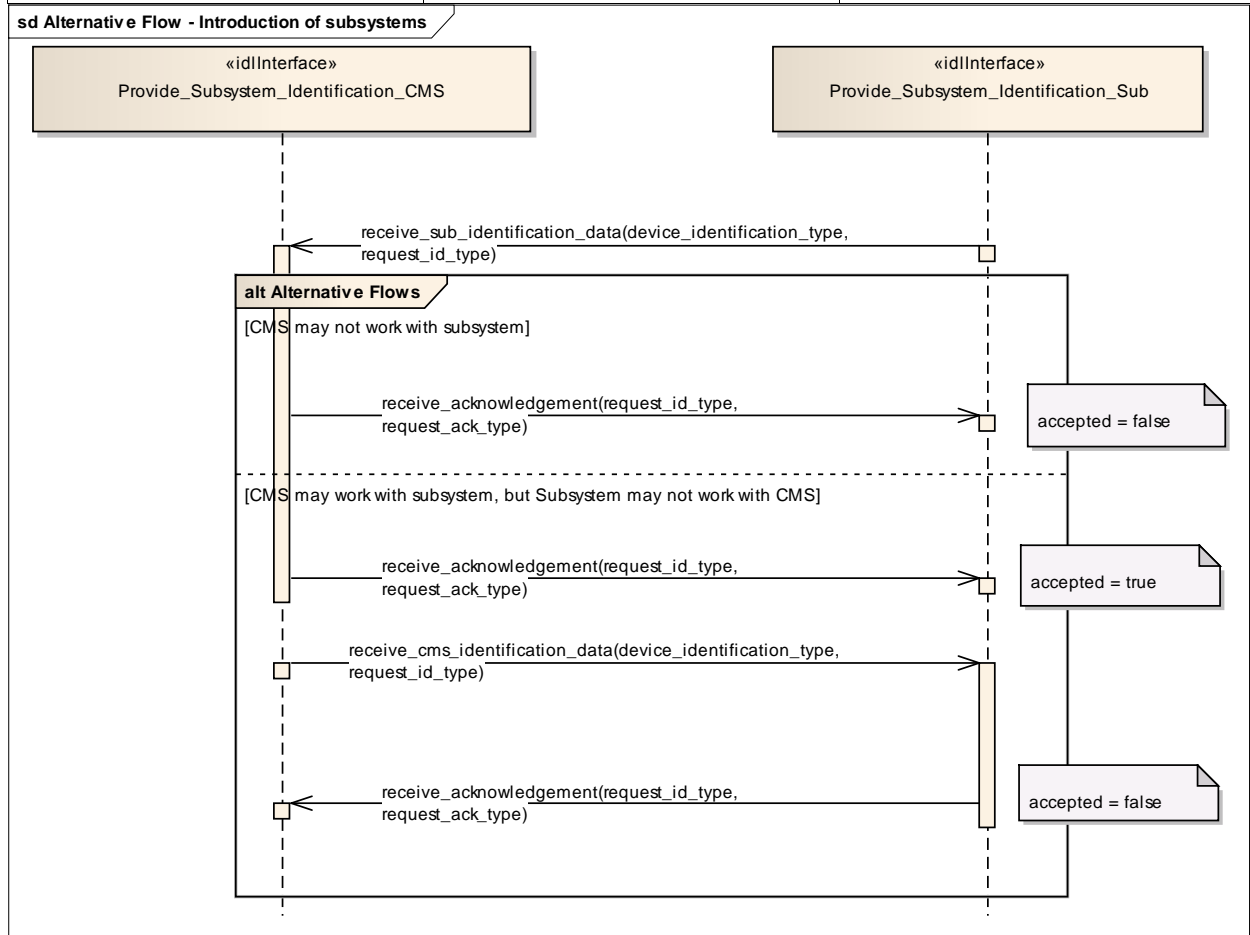 sd Alternative Flow - Introduction of subsystems
«idlInterface»
Provide_Subsystem_Identification_CMS
«idlInterface»
Provide_Subsystem_Identification_Sub
receive_sub_identification_data(device_identification_type,
request_id_type)
alt Alternative Flows
[CMS may not work with subsystem]
receive_acknowledgement(request_id_type,
request_ack_type)
accepted = false
[CMS may work with subsystem, but Subsystem may not work with CMS]
receive_acknowledgement(request_id_type,
request_ack_type)
accepted = true
receive_cms_identification_data(device_identification_type,
request_id_type)
receive_acknowledgement(request_id_type,
request_ack_type)
accepted = false